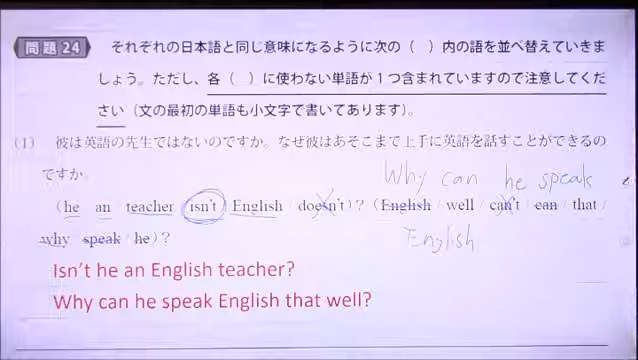 問題24 それぞれの日本語と同じ意味になるように次の（ ）内の語を並べ替えていきま
しょう。ただし、各（ ）に使わない単語が1つ含まれていますので注意してくだ
さい（文の最初の単語も小文字で書いてあります）。
(1) 彼は英語の先生ではないのですか。なぜ彼はあそこまで上手に英語を話すことができるの
ですか。
Why can he speak
(he / an / teacher / isn't / English / doesn't)? (English / well / can't / can / that /
why / speak / he)?
English
Isn't he an English teacher?
Why can he speak English that well?